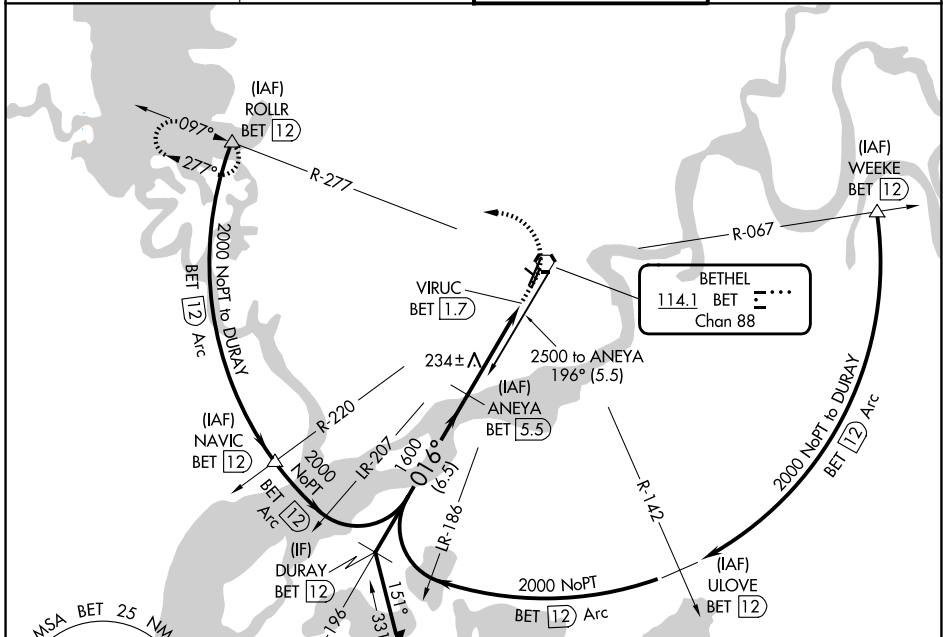 (IAF)
ROLLR
BET 12
097°
277°
R-277
(IAF)
WEEKE
BET 12
R-067
2000 NoPT to DURAY
BET 12 Arc
VIRUC
BET 1.7
BETHEL
114.1 BET
Chan 88
234±
2500 to ANEYA
196° (5.5)
(IAF)
ANEYA
BET 5.5
2000 NoPT to DURAY
BET 12 Arc
R-220
(IAF)
NAVIC
BET 12
2000
NoPT
BET 12
Arc
LR-207
1600
016°
(6.5)
LR-186
R-142
(IF)
DURAY
BET 12
2000 NoPT
BET 12 Arc
(IAF)
ULOVE
BET 12
151°
331
-196
MSA BET 25 NM